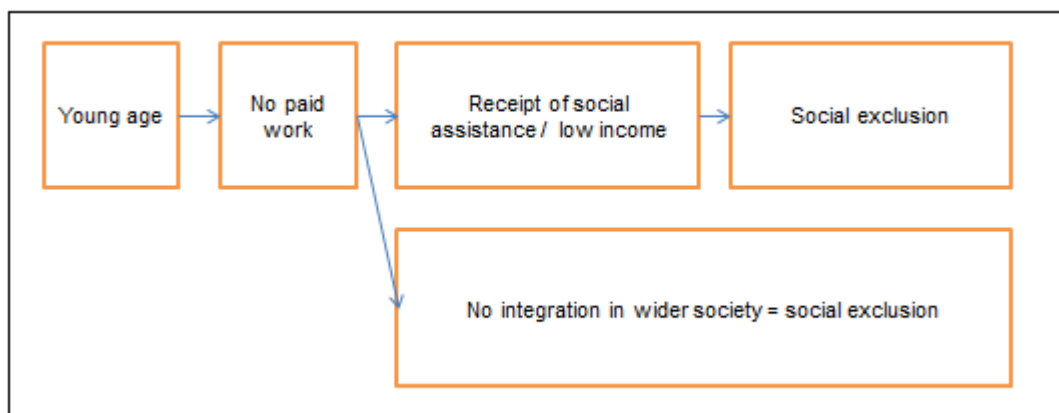 Young age
No paid
work
Receipt of social
assistance / low income
Social exclusion
No integration in wider society = social exclusion